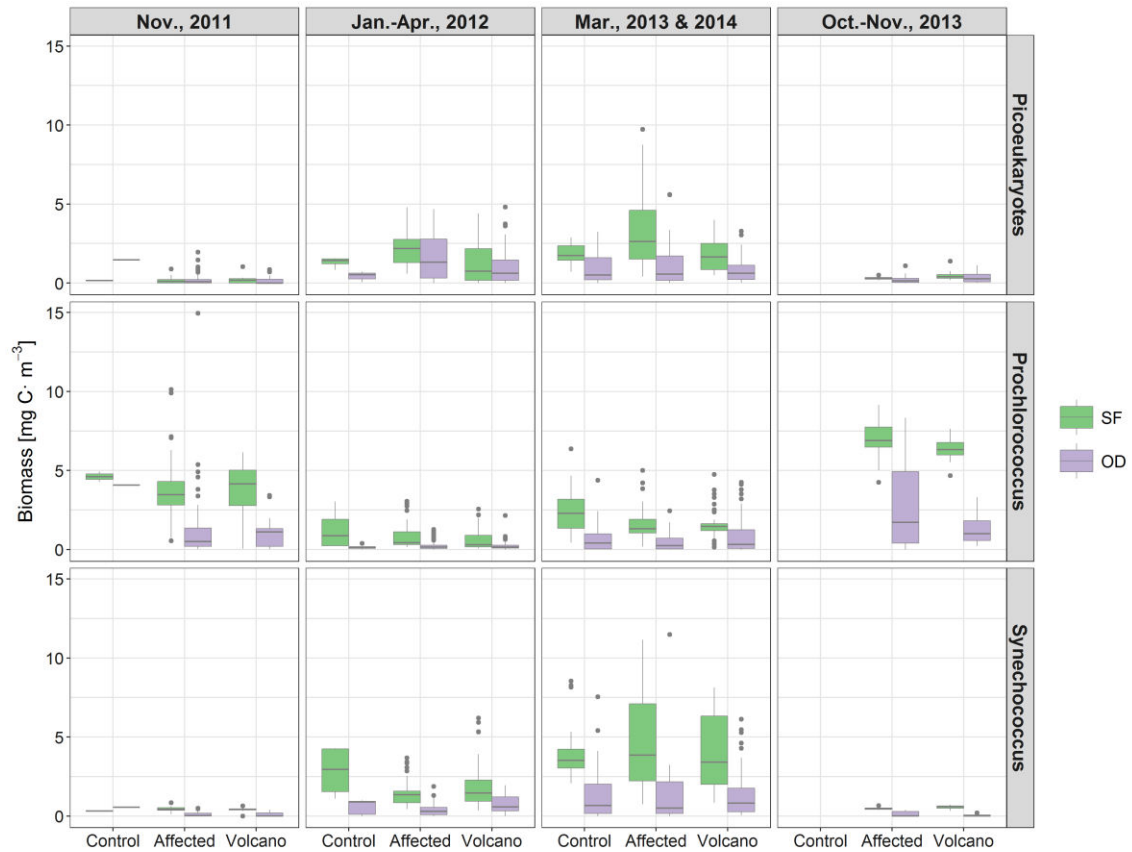 Nov., 2011 Jan.-Apr., 2012 Mar., 2013 & 2014 Oct.-Nov., 2013
15
10
5
0
Picoeukaryotes
15
10
5
0
Prochlorococcus
15
10
5
0
Synechococcus
Biomass [mg C· m⁻³]
Control Affected Volcano Control Affected Volcano Control Affected Volcano Control Affected Volcano
SF
OD